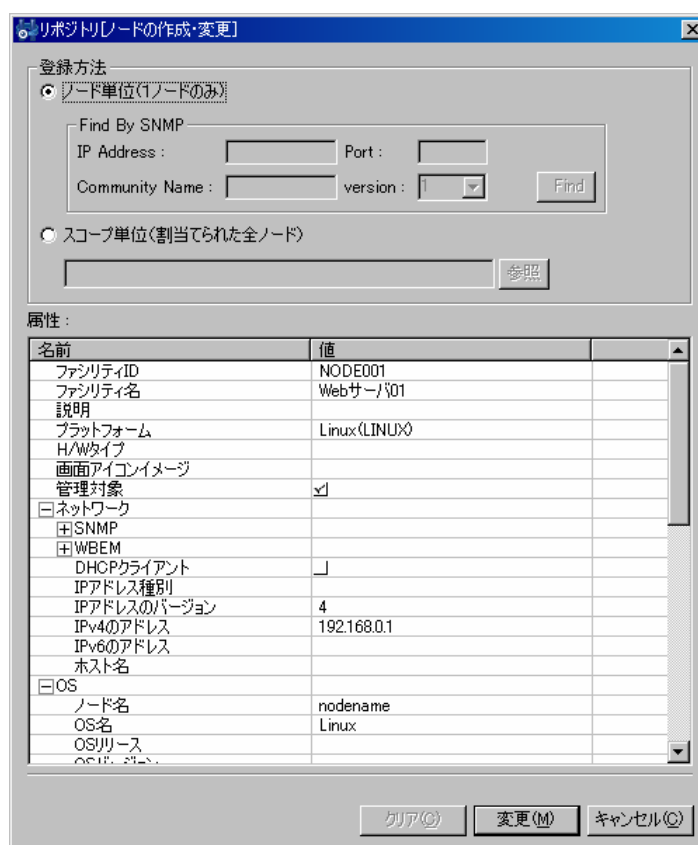 リポジトリ[ノードの作成・変更]
登録方法
ノード単位(1ノードのみ)
Find By SNMP
IP Address :
Port :
Community Name :
version : 1
Find
スコープ単位(割当てられた全ノード)
参照
属性 :
名前 値
ファシリティID NODE001
ファシリティ名 Webサーバ01
説明
プラットフォーム Linux(LINUX)
H/Wタイプ
画面アイコンイメージ
管理対象
ネットワーク
SNMP
WBEM
DHCPクライアント
IPアドレス種別
IPアドレスのバージョン 4
IPv4のアドレス 192.168.0.1
IPv6のアドレス
ホスト名
OS
ノード名 nodename
OS名 Linux
OSリリース
OSバージョン
クリア(C) 変更(M) キャンセル(C)